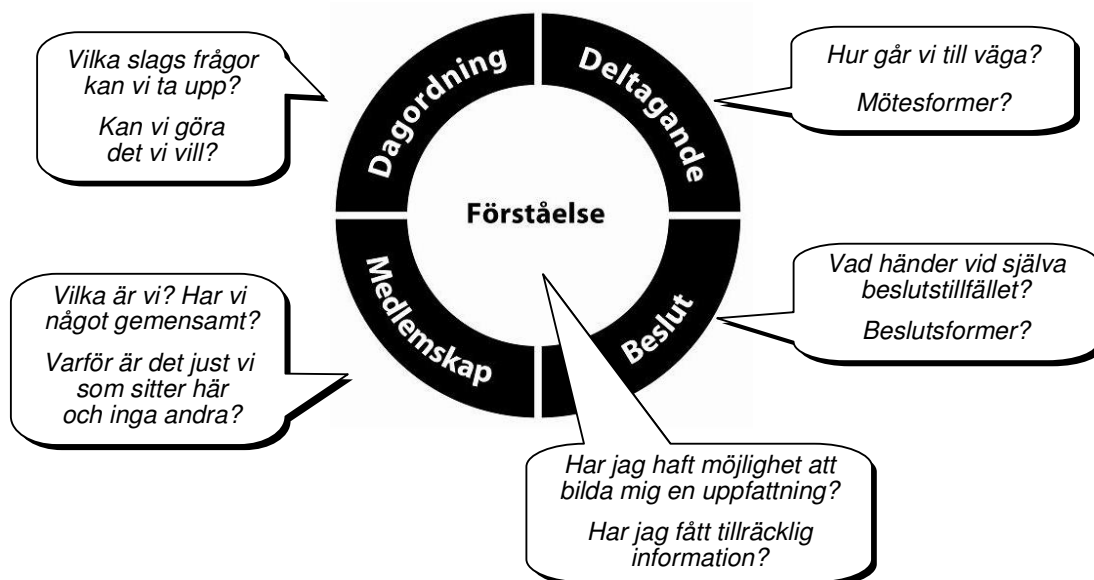 Vilka slags frågor
kan vi ta upp?
Kan vi göra
det vi vill?
Dagordning
Deltagande
Hur går vi till väga?
Mötesformer?
Förståelse
Vilka är vi? Har vi
något gemensamt?
Varför är det just vi
som sitter här
och inga andra?
Medlemskap
Beslut
Vad händer vid själva
beslutstillfället?
Beslutsformer?
Har jag haft möjlighet att
bilda mig en uppfattning?
Har jag fått tillräcklig
information?